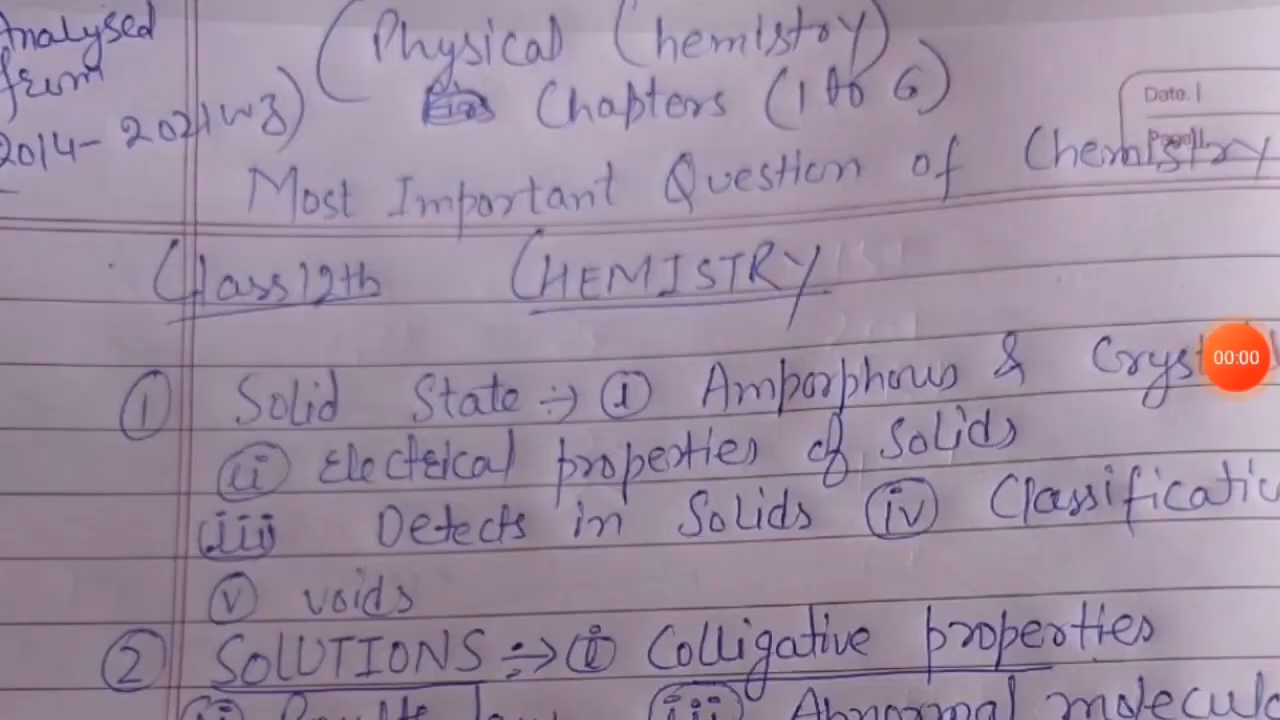 Analysed
from
2014-2021 w3)
(Physical Chemistry)
Chapters (1 to 6)
Date.
Most Important Question of Chemistry
Class 12th CHEMISTRY
① Solid State :→ ⓘ Amporphous & Cryst
00:00
ⓘⓘ Electrical properties of Solids
iii Detects in Solids iv Classificatio
v voids
② SOLUTIONS :→ ⓘ Colligative properties
iii Abnormal molecula